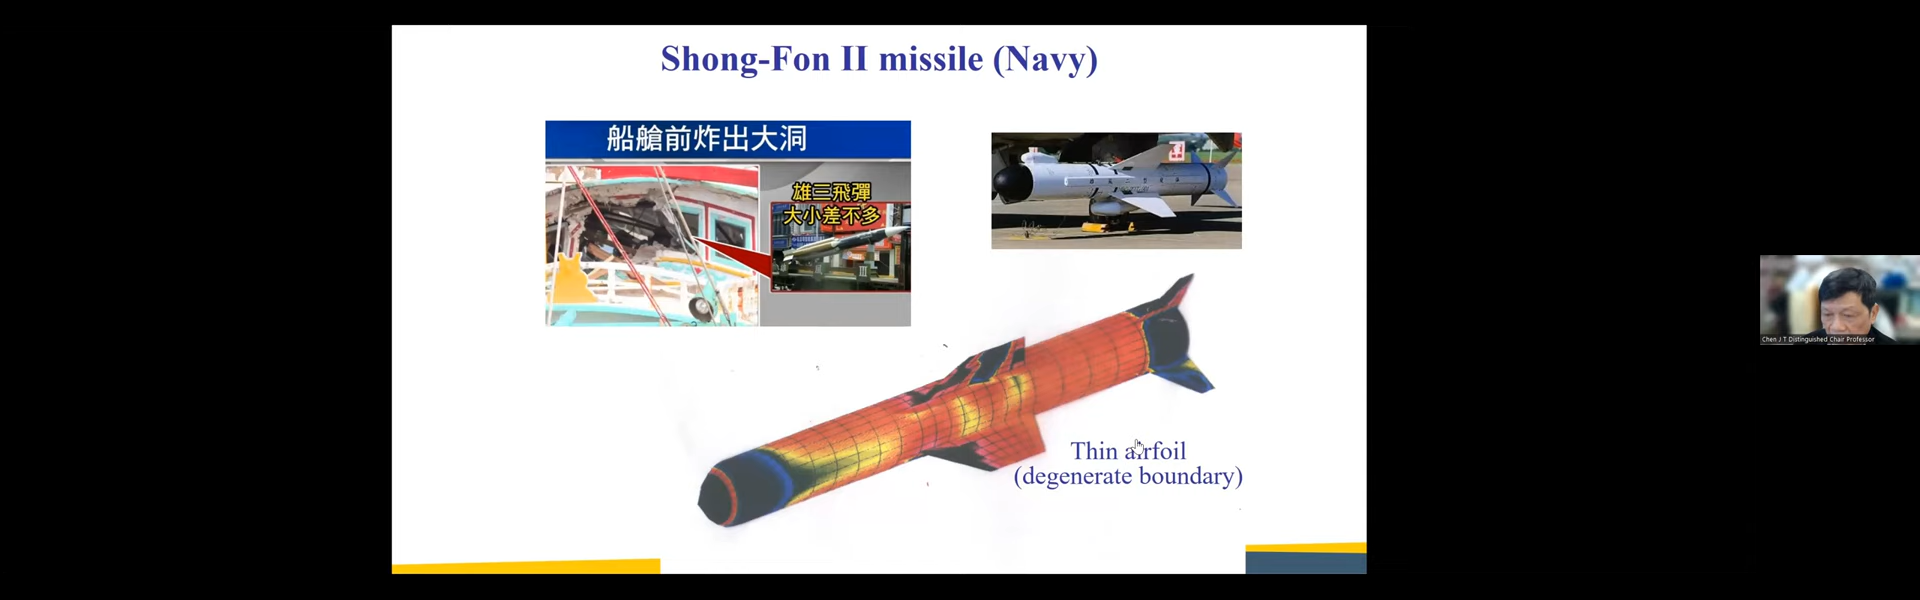 Shong-Fon II missile (Navy)
船艙前炸出大洞
雄三飛彈
大小差不多
Thin airfoil
(degenerate boundary)
Chen J T Distinguished Chair Professor